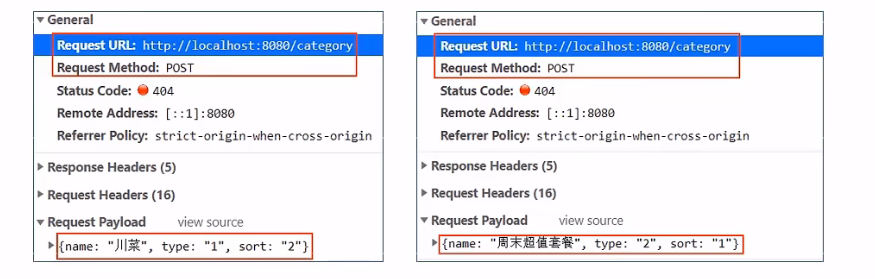 General
Request URL: http://localhost:8080/category
Request Method: POST
Status Code: 404
Remote Address: [::1]:8080
Referrer Policy: strict-origin-when-cross-origin
Response Headers (5)
Request Headers (16)
Request Payload view source
{name: "川菜", type: "1", sort: "2"}
General
Request URL: http://localhost:8080/category
Request Method: POST
Status Code: 404
Remote Address: [::1]:8080
Referrer Policy: strict-origin-when-cross-origin
Response Headers (5)
Request Headers (16)
Request Payload view source
{name: "周末超值套餐", type: "2", sort: "1"}